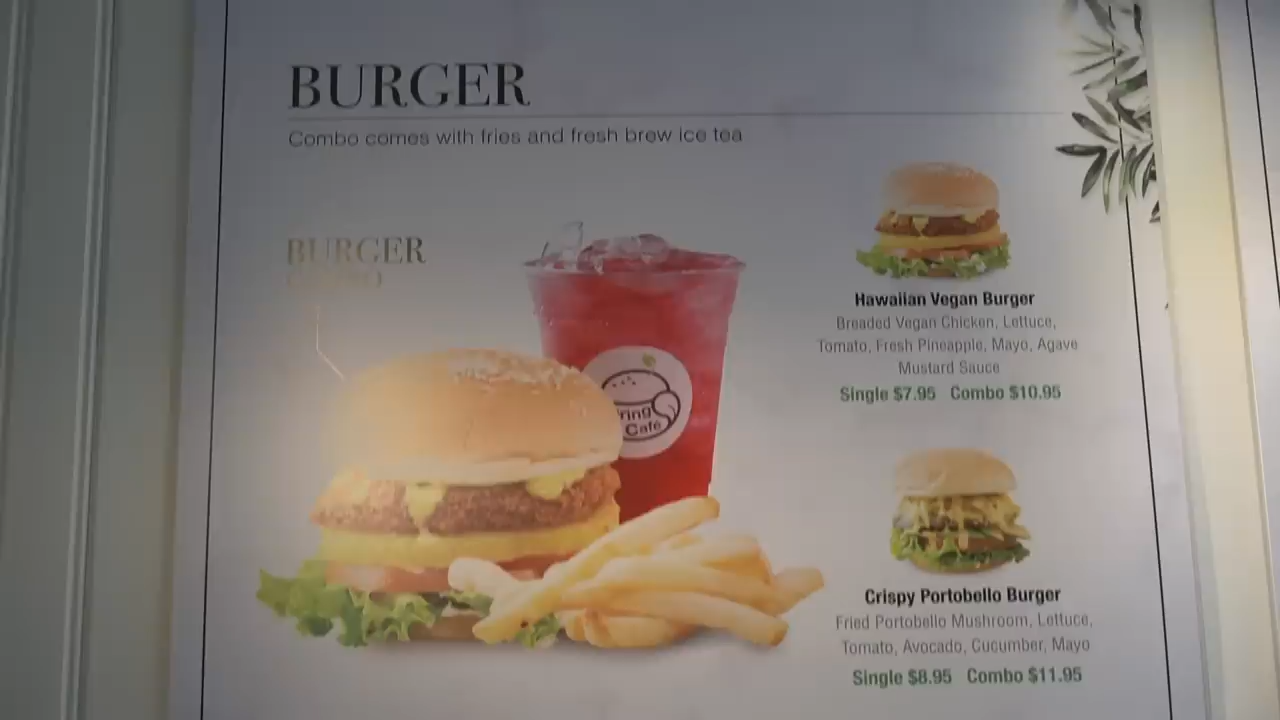 BURGER
Combo comes with fries and fresh brew ice tea
BURGER
ring
Café
Hawaiian Vegan Burger
Breaded Vegan Chicken, Lettuce,
Tomato, Fresh Pineapple, Mayo, Agave
Mustard Sauce
Single $7.95 Combo $10.95
Crispy Portobello Burger
Fried Portobello Mushroom, Lettuce,
Tomato, Avocado, Cucumber, Mayo
Single $8.95 Combo $11.95